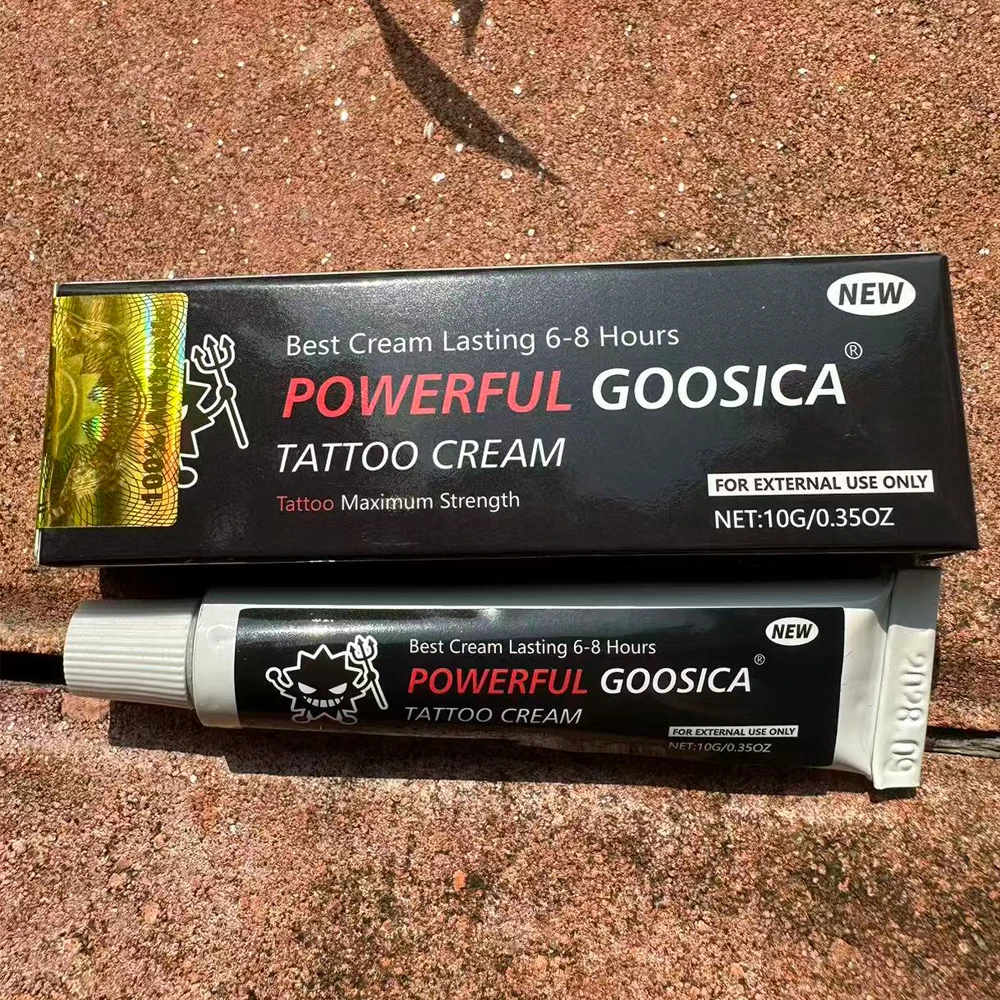 NEW
Best Cream Lasting 6-8 Hours
®
POWERFUL GOOSICA
TATTOO CREAM
Tattoo Maximum Strength
FOR EXTERNAL USE ONLY
NET:10G/0.35OZ
100%
NEW
Best Cream Lasting 6-8 Hours
®
POWERFUL GOOSICA
TATTOO CREAM
FOR EXTERNAL USE ONLY
NET:10G/0.35OZ